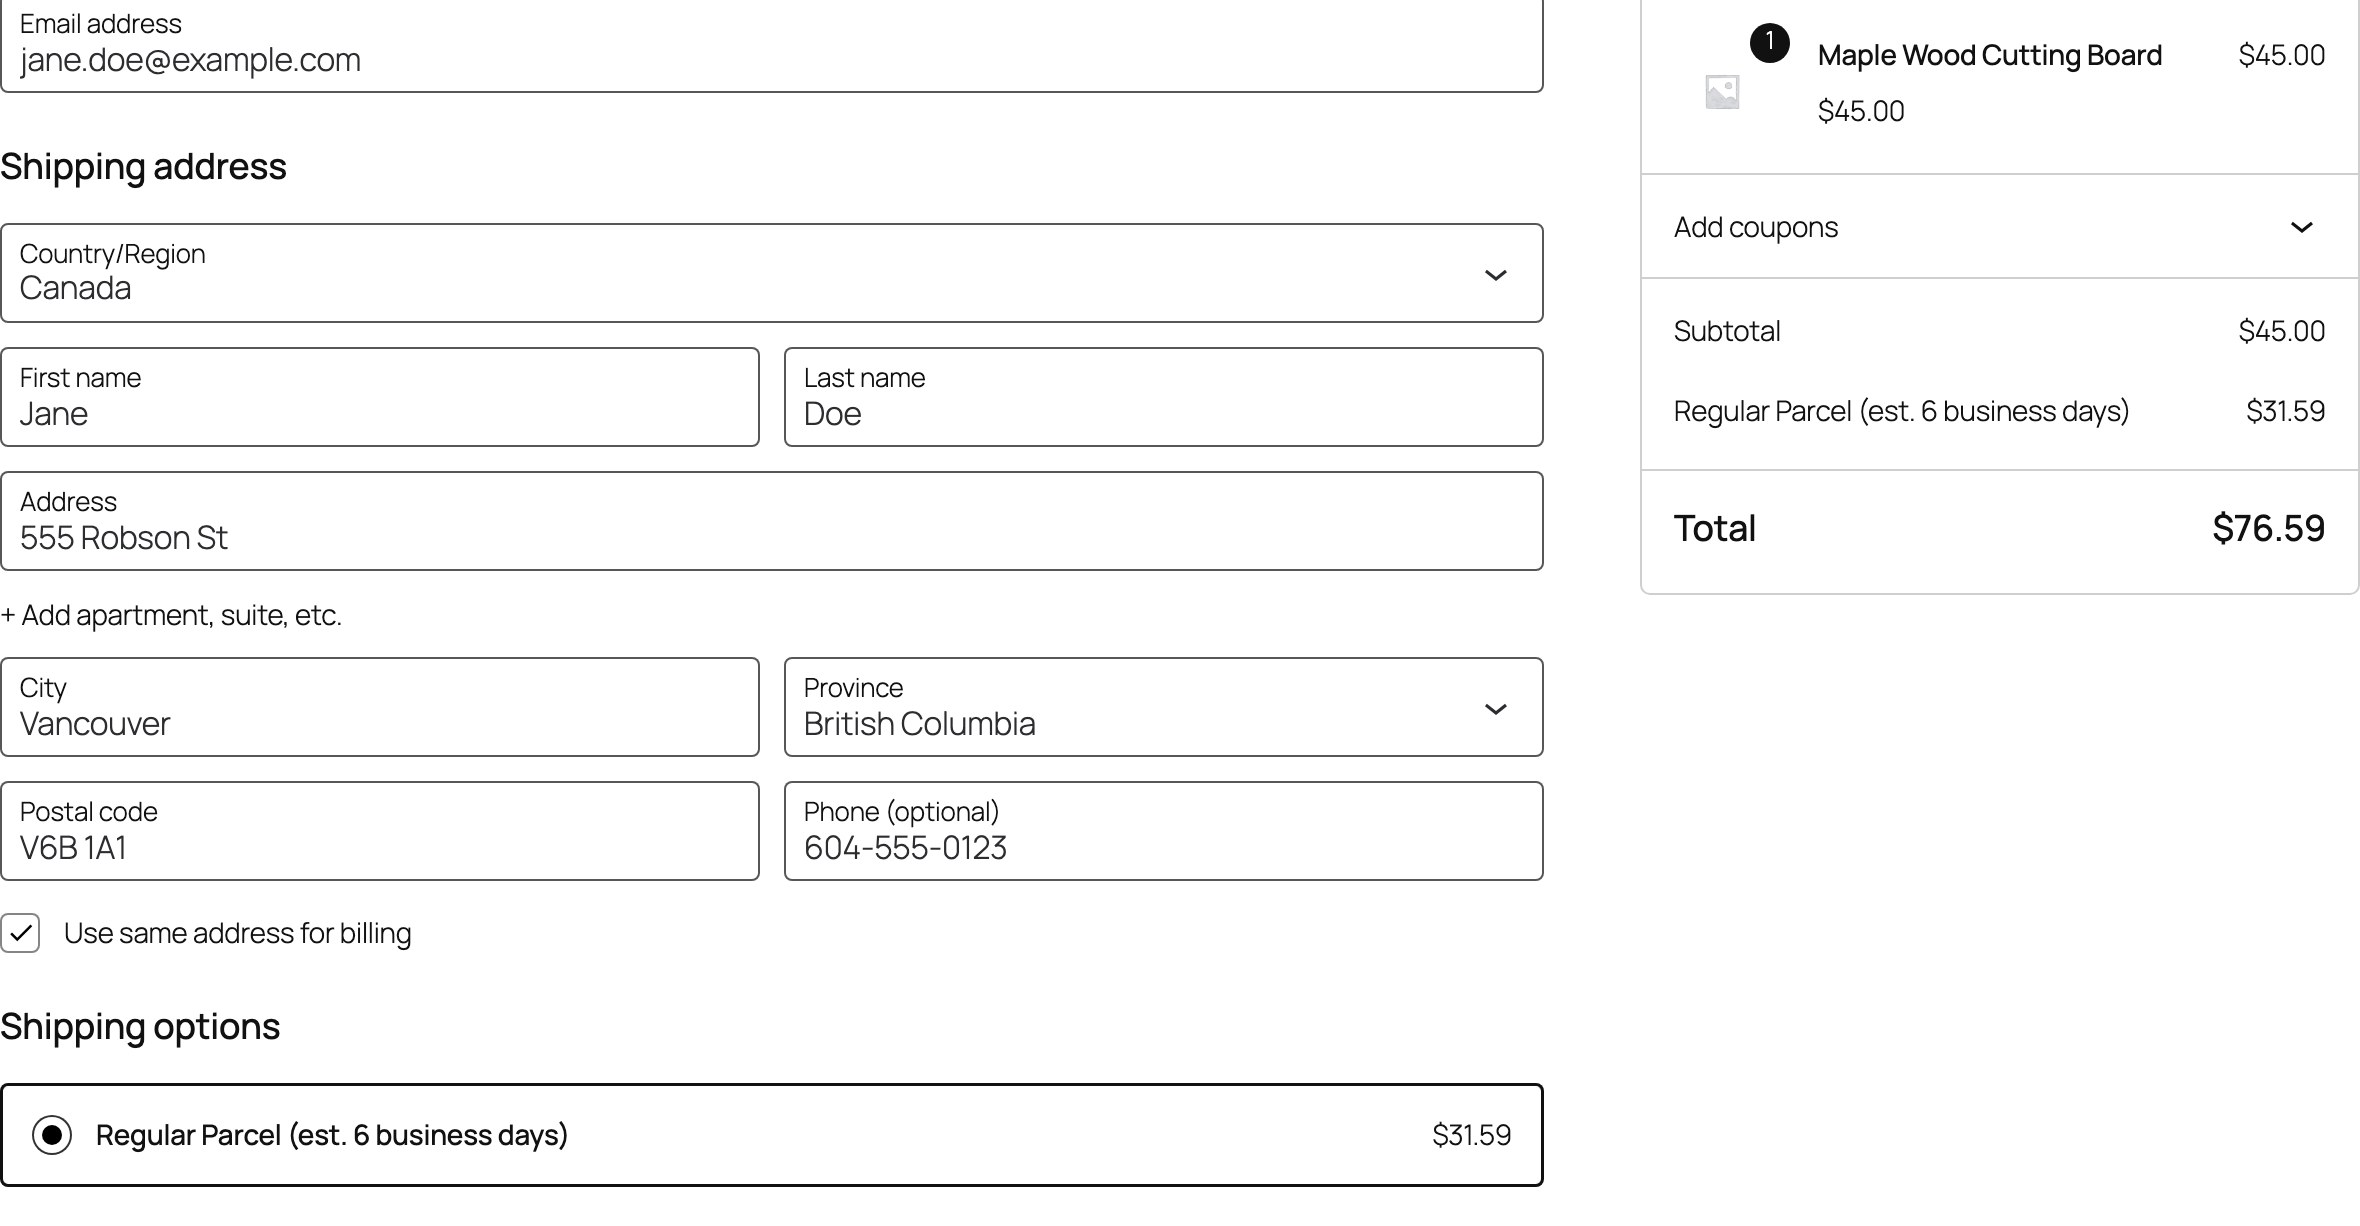 Email address
jane.doe@example.com
Shipping address
Country/Region
Canada
First name
Jane
Last name
Doe
Address
555 Robson St
+ Add apartment, suite, etc.
City
Vancouver
Province
British Columbia
Postal code
V6B 1A1
Phone (optional)
604-555-0123
Use same address for billing
Shipping options
Regular Parcel (est. 6 business days) $31.59
1
Maple Wood Cutting Board $45.00
$45.00
Add coupons
Subtotal $45.00
Regular Parcel (est. 6 business days) $31.59
Total $76.59